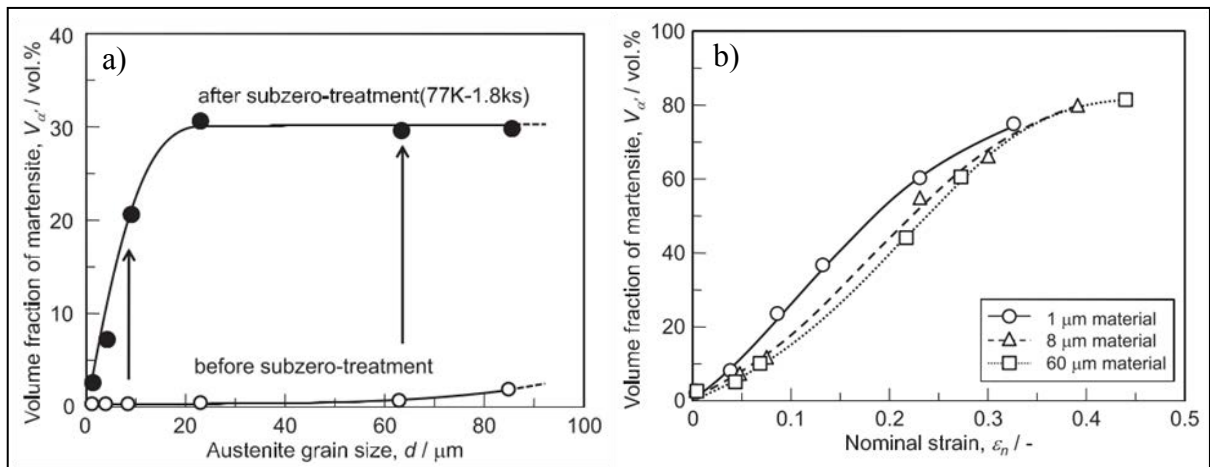 a)
Volume fraction of martensite, Vα' / vol.%
40
30
20
10
0
after subzero-treatment(77K-1.8ks)
before subzero-treatment
0 20 40 60 80 100
Austenite grain size, d / μm
b)
Volume fraction of martensite, Vα' / vol.%
100
80
60
40
20
0
1 μm material
8 μm material
60 μm material
0 0.1 0.2 0.3 0.4 0.5
Nominal strain, εn / -